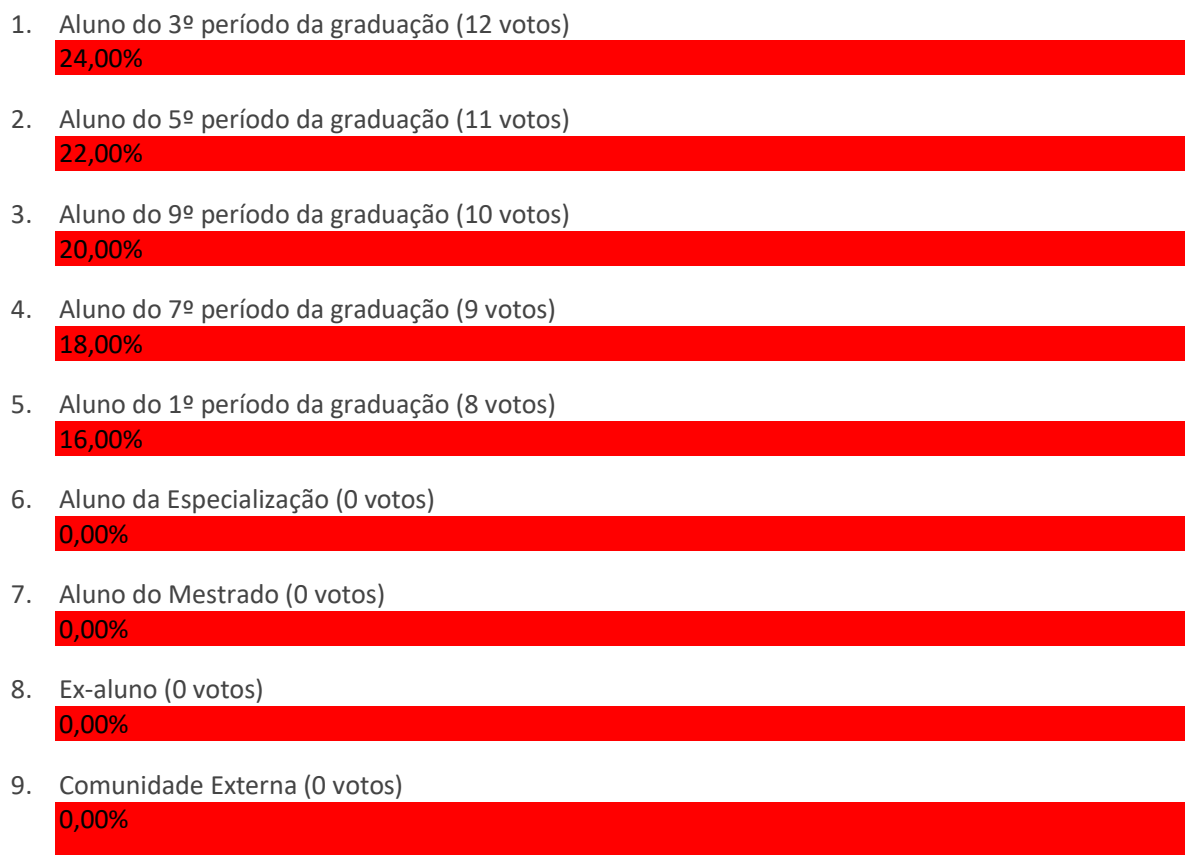 1. Aluno do 3º período da graduação (12 votos)
24,00%
2. Aluno do 5º período da graduação (11 votos)
22,00%
3. Aluno do 9º período da graduação (10 votos)
20,00%
4. Aluno do 7º período da graduação (9 votos)
18,00%
5. Aluno do 1º período da graduação (8 votos)
16,00%
6. Aluno da Especialização (0 votos)
0,00%
7. Aluno do Mestrado (0 votos)
0,00%
8. Ex-aluno (0 votos)
0,00%
9. Comunidade Externa (0 votos)
0,00%